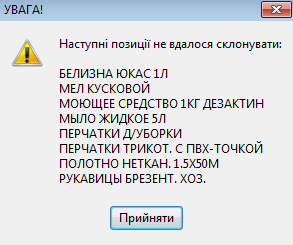 УВАГА!
Наступні позиції не вдалося склонувати:
БЕЛИЗНА ЮКАС 1Л
МЕЛ КУСКОВОЙ
МОЮЩЕЕ СРЕДСТВО 1КГ ДЕЗАКТИН
МЫЛО ЖИДКОЕ 5Л
ПЕРЧАТКИ Д/УБОРКИ
ПЕРЧАТКИ ТРИКОТ. С ПВХ-ТОЧКОЙ
ПОЛОТНО НЕТКАН. 1.5Х50М
РУКАВИЦЫ БРЕЗЕНТ. ХОЗ.
Прийняти